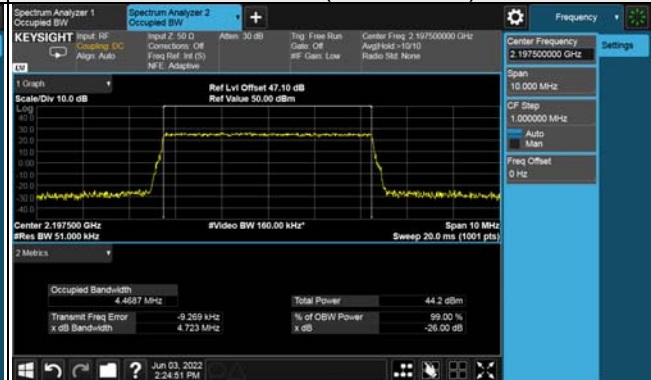 Spectrum Analyzer 1
Occupied BW
Spectrum Analyzer 2
Occupied BW
+
Frequency
KEYSIGHT
Input: RF
Coupling: DC
Align: Auto
Input Z: 50 Ω
Corrections: Off
Freq Ref: Int (S)
NFE: Adaptive
Atten: 30 dB
Trig: Free Run
Gate: Off
#IF Gain: Low
Center Freq: 2.197500000 GHz
Avg|Hold:>10/10
Radio Std: None
Center Frequency
2.197500000 GHz
Settings
Span
10.000 MHz
CF Step
1.000000 MHz
Auto
Man
Freq Offset
0 Hz
1 Graph
Scale/Div 10.0 dB
Ref Lvl Offset 47.10 dB
Ref Value 50.00 dBm
Log
40.0
30.0
20.0
10.0
0.00
-10.0
-20.0
-30.0
-40.0
Center 2.197500 GHz
#Res BW 51.000 kHz
#Video BW 160.00 kHz*
Span 10 MHz
Sweep 20.0 ms (1001 pts)
2 Metrics
Occupied Bandwidth
4.4687 MHz
Total Power 44.2 dBm
Transmit Freq Error -9.269 kHz
% of OBW Power 99.00 %
x dB Bandwidth 4.723 MHz
x dB -26.00 dB
?
Jun 03, 2022
2:24:51 PM